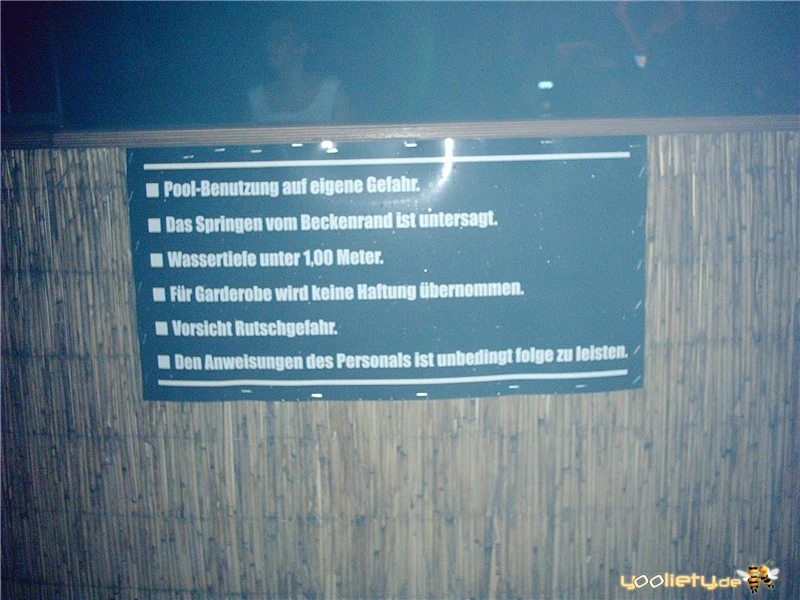 ■ Pool-Benutzung auf eigene Gefahr.
■ Das Springen vom Beckenrand ist untersagt.
■ Wassertiefe unter 1,00 Meter.
■ Für Garderobe wird keine Haftung übernommen.
■ Vorsicht Rutschgefahr.
■ Den Anweisungen des Personals ist unbedingt folge zu leisten.
yooliety.de